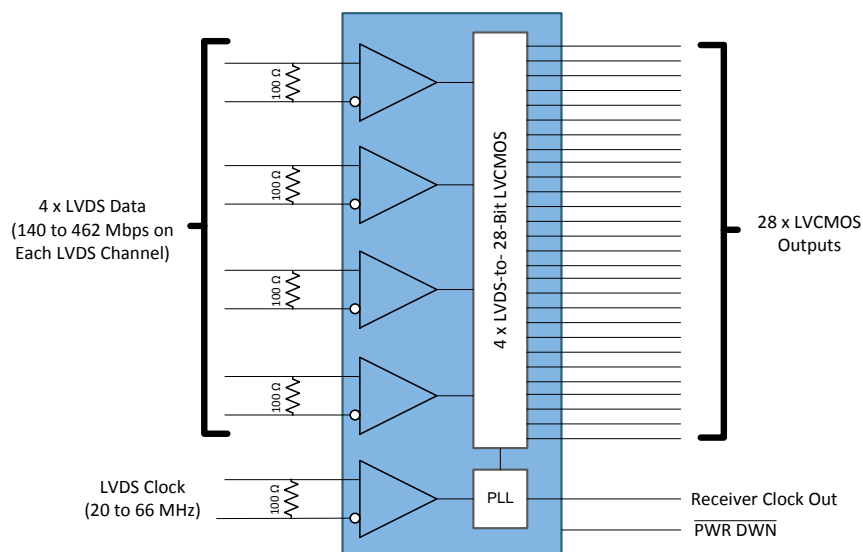 100 Ω
100 Ω
100 Ω
100 Ω
100 Ω
4 x LVDS Data
(140 to 462 Mbps on
Each LVDS Channel)
LVDS Clock
(20 to 66 MHz)
4 x LVDS-to- 28-Bit LVCMOS
PLL
28 x LVCMOS
Outputs
Receiver Clock Out
PWR DWN